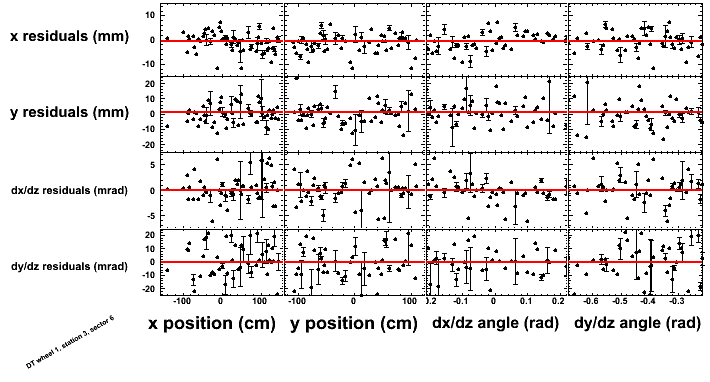 x residuals (mm)
10
0
-10
y residuals (mm)
20
10
0
-10
-20
dx/dz residuals (mrad)
5
0
-5
dy/dz residuals (mrad)
20
10
0
-10
-20
-100 0 100 -100 0 100 0.2 -0.1 0 0.1 0.2 -0.6 -0.5 -0.4 -0.3
x position (cm) y position (cm) dx/dz angle (rad) dy/dz angle (rad)
DT wheel 1, station 3, sector 6